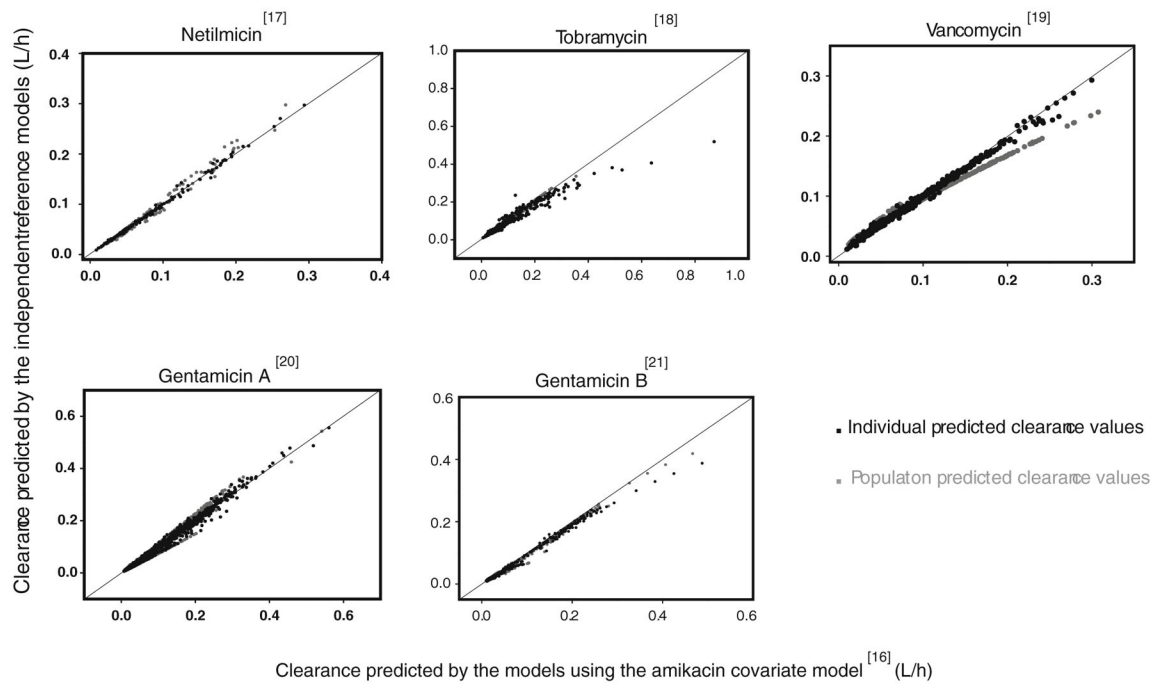 Clearance predicted by the independentreference models (L/h)
Netilmicin [17]
0.4
0.3
0.2
0.1
0.0
0.0 0.1 0.2 0.3 0.4
Tobramycin [18]
1.0
0.8
0.6
0.4
0.2
0.0
0.0 0.2 0.4 0.6 0.8 1.0
Vancomycin [19]
0.3
0.2
0.1
0.0
0.0 0.1 0.2 0.3
Gentamicin A [20]
0.6
0.4
0.2
0.0
0.0 0.2 0.4 0.6
Gentamicin B [21]
0.6
0.4
0.2
0.0
0.0 0.2 0.4 0.6
Individual predicted clearance values
Populaton predicted clearance values
Clearance predicted by the models using the amikacin covariate model [16] (L/h)